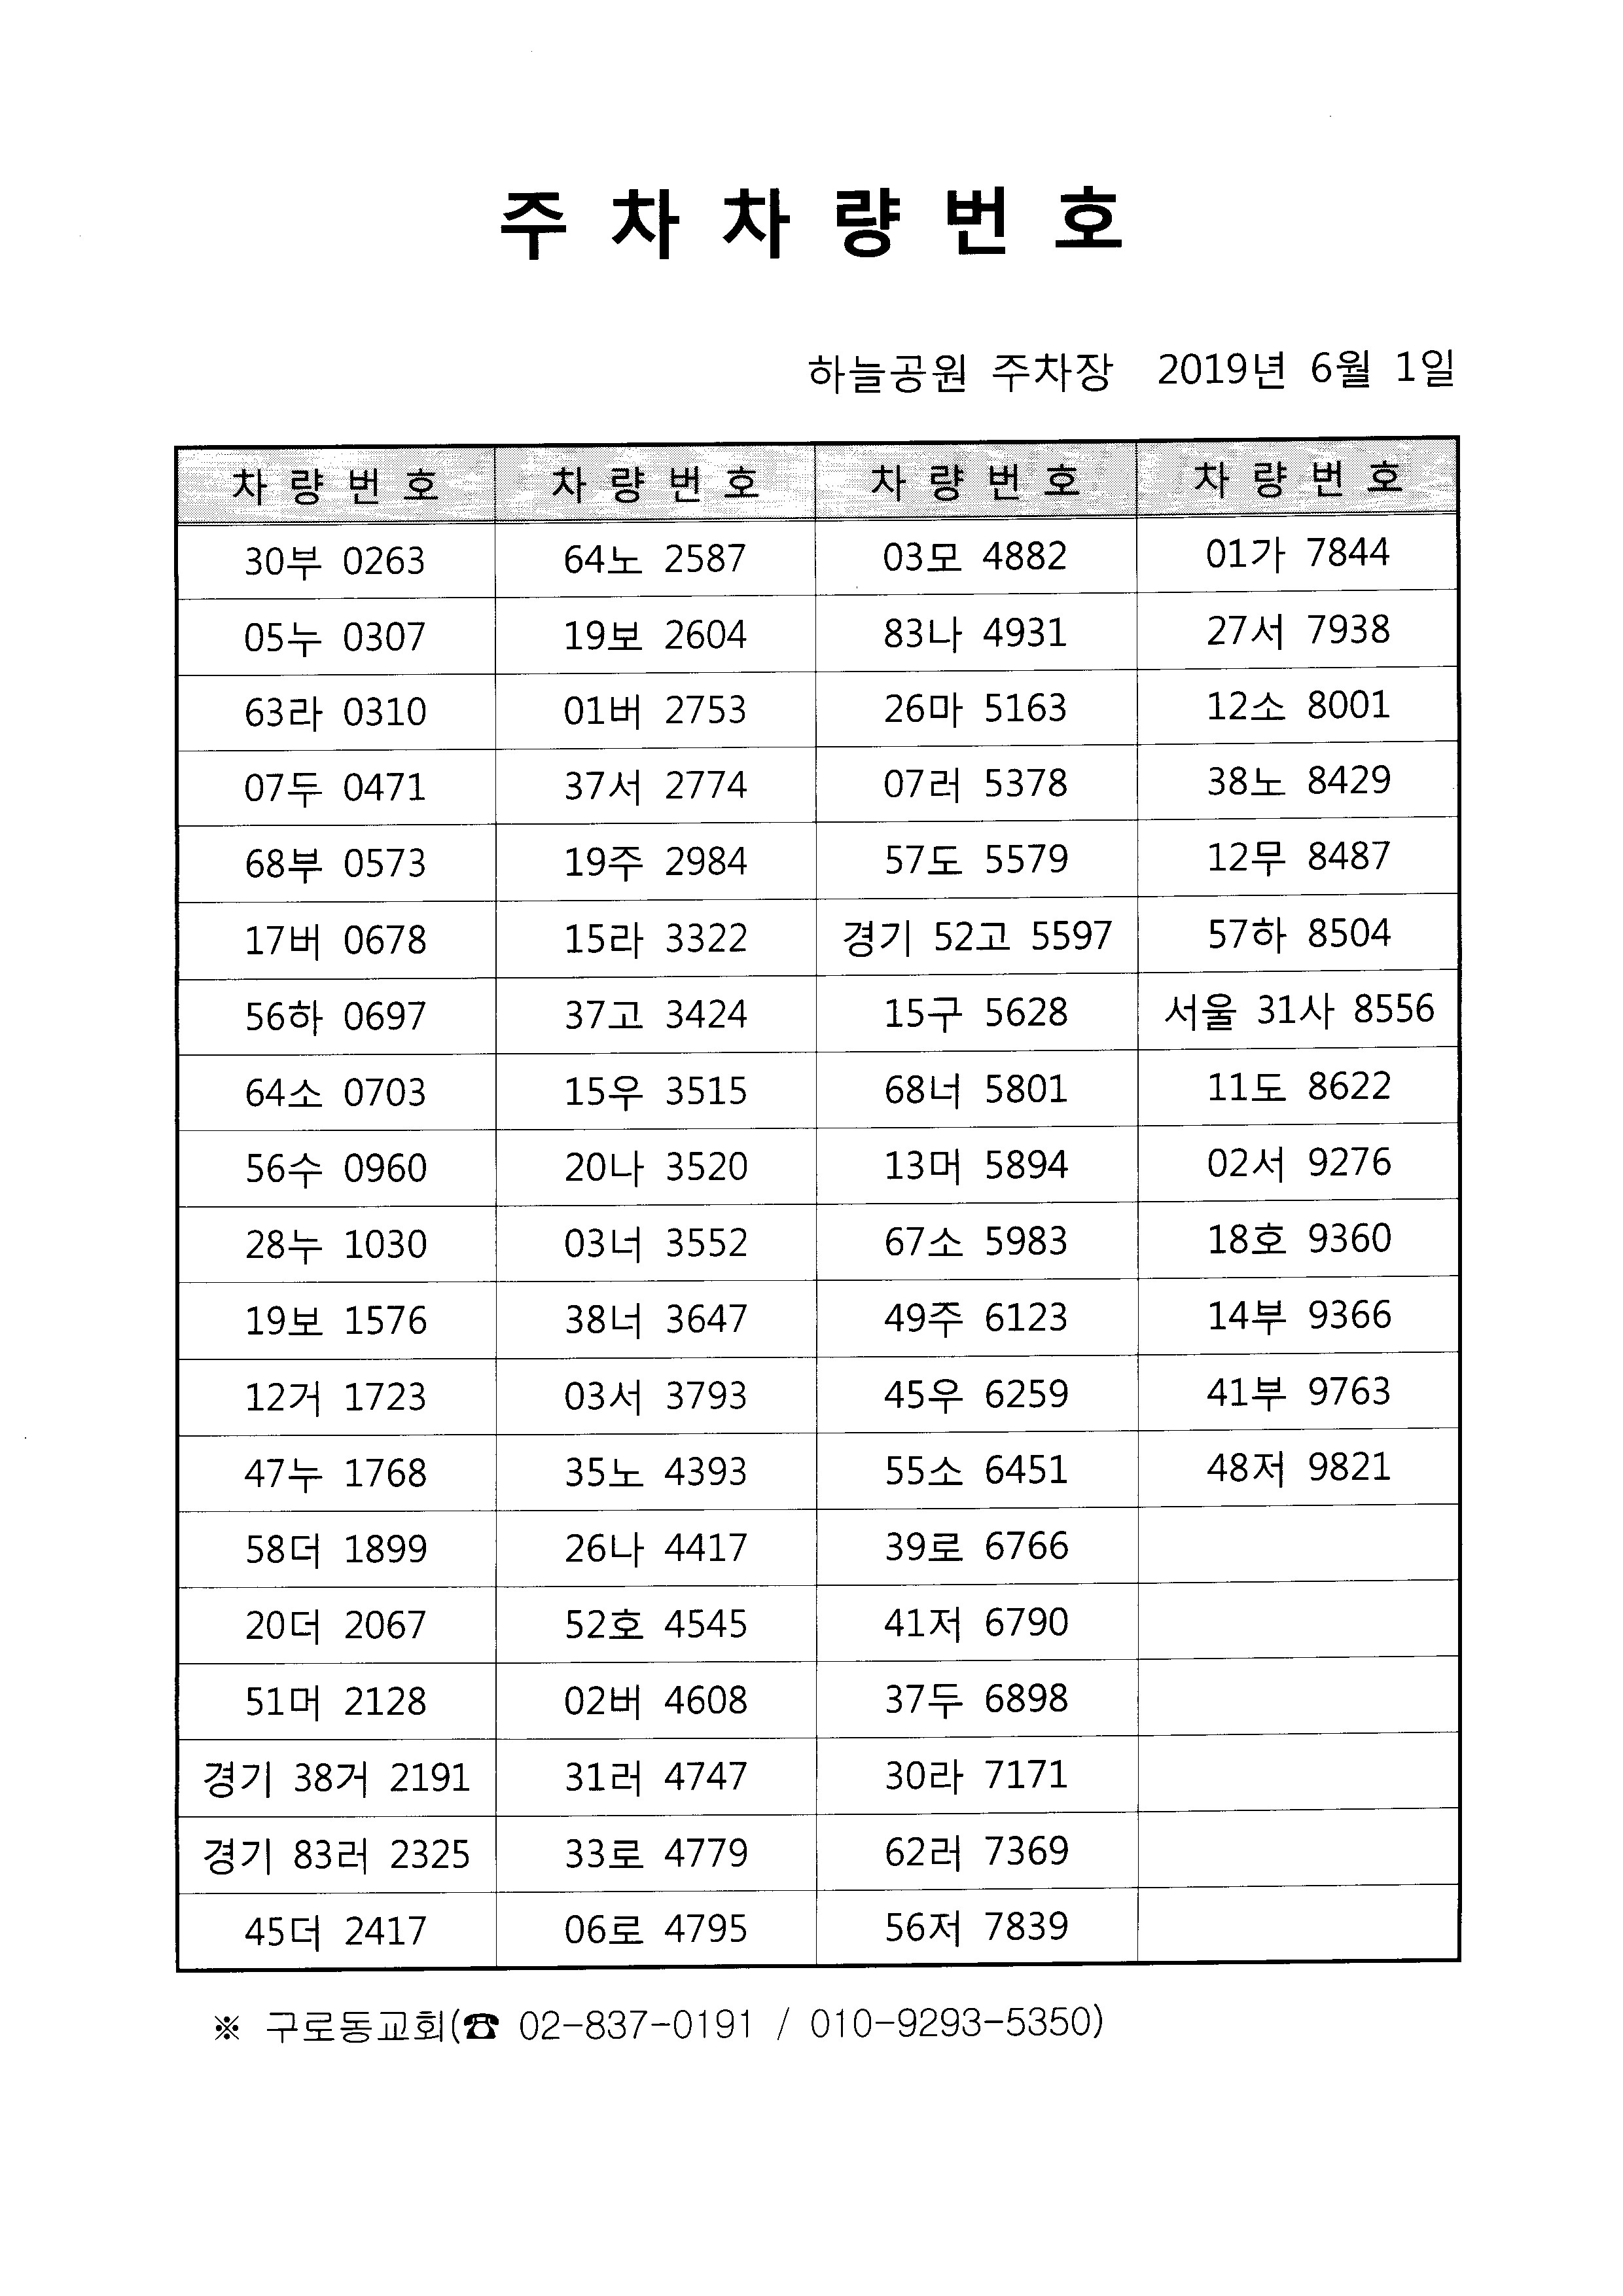 주 차 차 량 번 호
하늘공원 주차장 2019년 6월 1일
차 량 번 호 차 량 번 호 차 량 번 호 차 량 번 호
30부 0263 64노 2587 03모 4882 01가 7844
05누 0307 19보 2604 83나 4931 27서 7938
63라 0310 01버 2753 26마 5163 12소 8001
07두 0471 37서 2774 07러 5378 38노 8429
68부 0573 19주 2984 57도 5579 12무 8487
17버 0678 15라 3322 경기 52고 5597 57하 8504
56하 0697 37고 3424 15구 5628 서울 31사 8556
64소 0703 15우 3515 68너 5801 11도 8622
56수 0960 20나 3520 13머 5894 02서 9276
28누 1030 03너 3552 67소 5983 18호 9360
19보 1576 38너 3647 49주 6123 14부 9366
12거 1723 03서 3793 45우 6259 41부 9763
47누 1768 35노 4393 55소 6451 48저 9821
58더 1899 26나 4417 39로 6766
20더 2067 52호 4545 41저 6790
51머 2128 02버 4608 37두 6898
경기 38거 2191 31러 4747 30라 7171
경기 83러 2325 33로 4779 62러 7369
45더 2417 06로 4795 56저 7839
※ 구로동교회(☎ 02-837-0191 / 010-9293-5350)